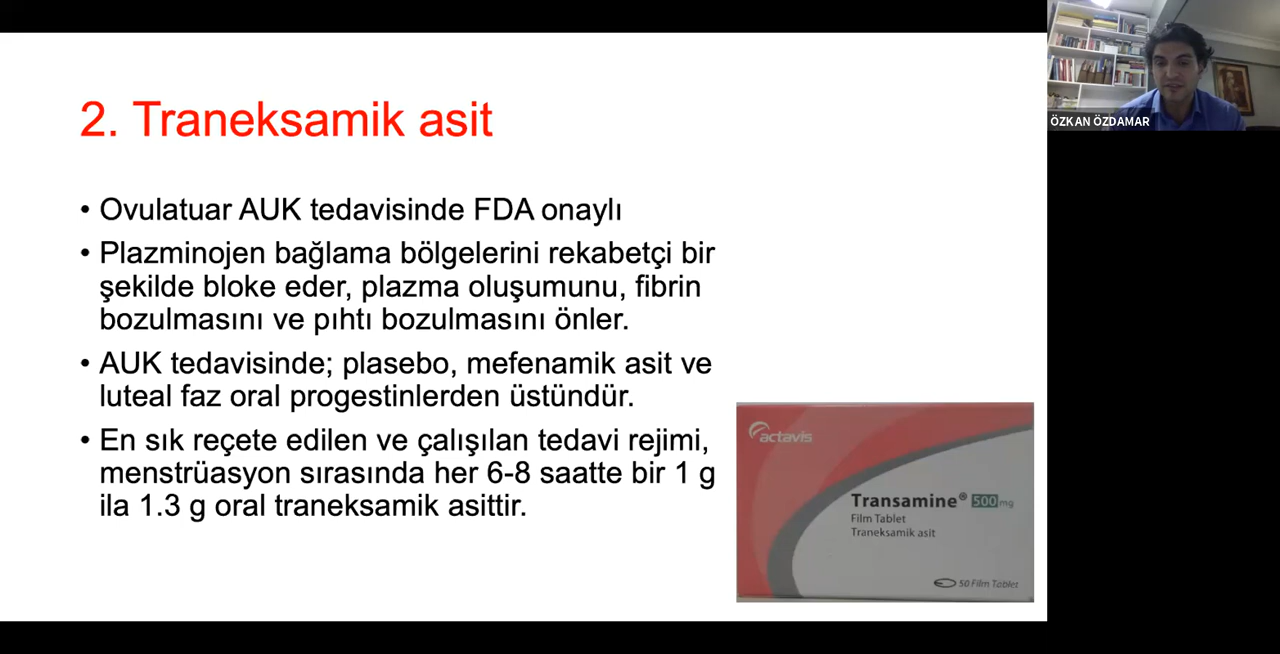 2. Traneksamik asit
• Ovulatuar AUK tedavisinde FDA onaylı
• Plazminojen bağlama bölgelerini rekabetçi bir
şekilde bloke eder, plazma oluşumunu, fibrin
bozulmasını ve pıhtı bozulmasını önler.
• AUK tedavisinde; plasebo, mefenamik asit ve
luteal faz oral progestinlerden üstündür.
• En sık reçete edilen ve çalışılan tedavi rejimi,
menstrüasyon sırasında her 6-8 saatte bir 1 g
ila 1.3 g oral traneksamik asittir.
actavis
Transamine® 500 mg
Film Tablet
Traneksamik asit
50 Film Tablet
ÖZKAN ÖZDAMAR